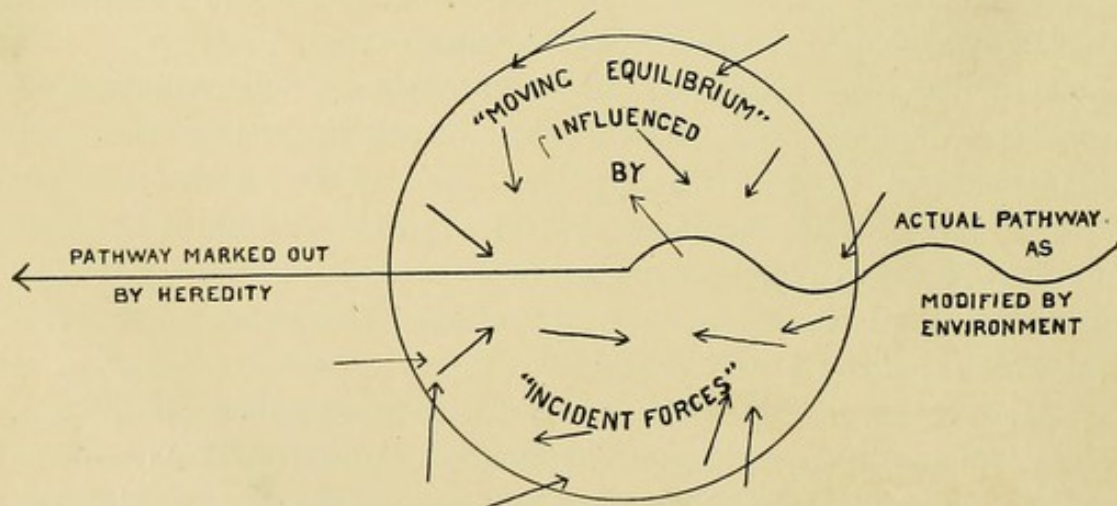 "MOVING EQUILIBRIUM"
INFLUENCED
BY
PATHWAY MARKED OUT
BY HEREDITY
ACTUAL PATHWAY
AS
MODIFIED BY
ENVIRONMENT
"INCIDENT FORCES"